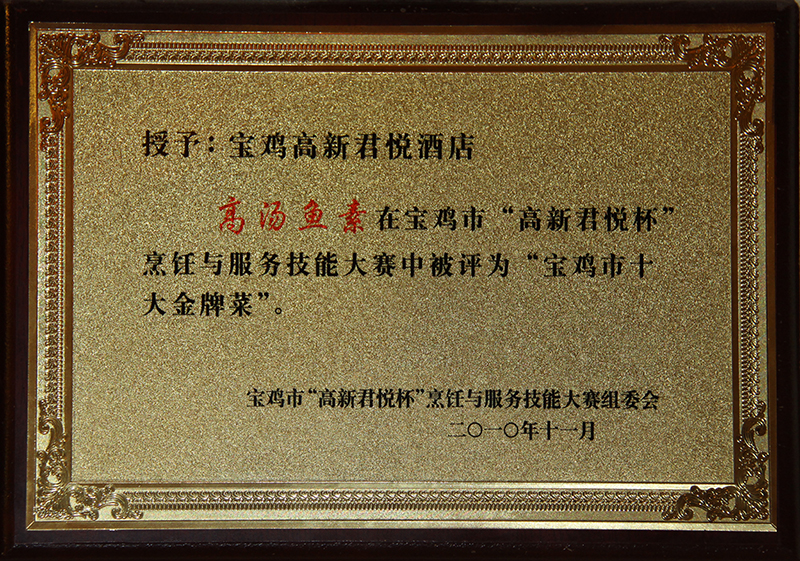 授予：宝鸡高新君悦酒店
高汤鱼素在宝鸡市“高新君悦杯”
烹饪与服务技能大赛中被评为“宝鸡市十
大金牌菜”。
宝鸡市“高新君悦杯”烹饪与服务技能大赛组委会
二〇一〇年十一月